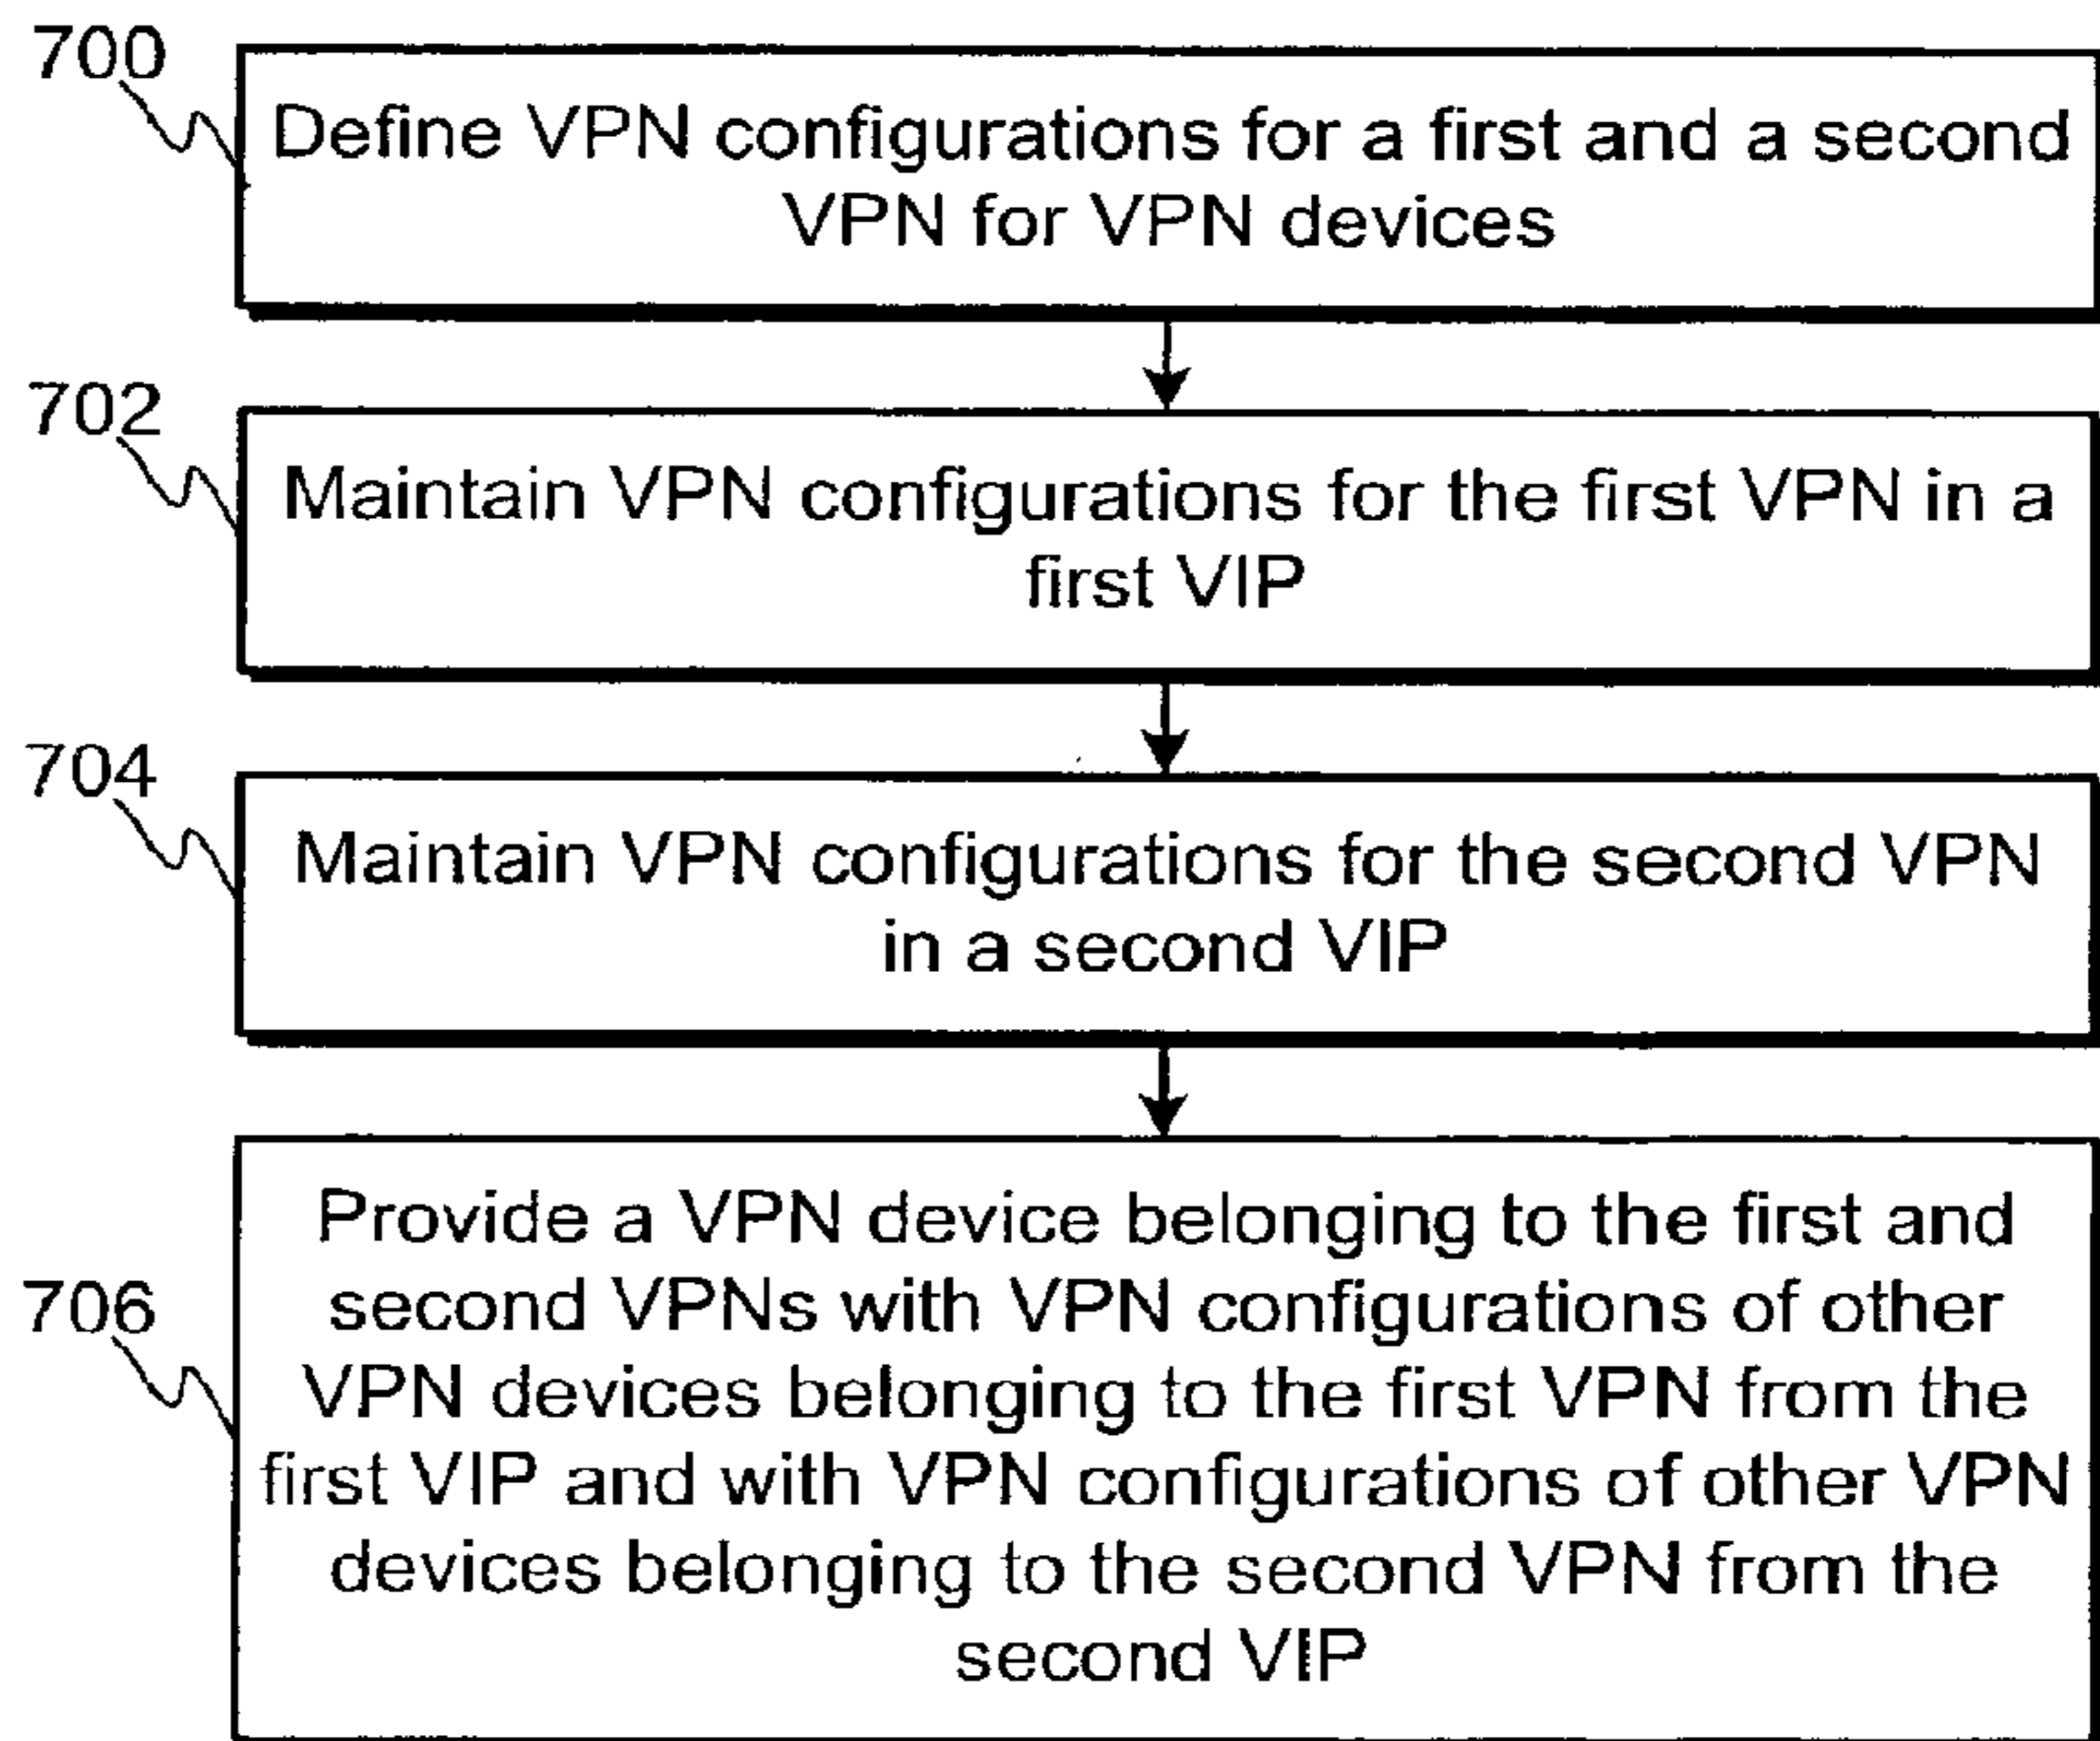 700
Define VPN configurations for a first and a second
VPN for VPN devices
702
Maintain VPN configurations for the first VPN in a
first VIP
704
Maintain VPN configurations for the second VPN
in a second VIP
706
Provide a VPN device belonging to the first and
second VPNs with VPN configurations of other
VPN devices belonging to the first VPN from the
first VIP and with VPN configurations of other VPN
devices belonging to the second VPN from the
second VIP